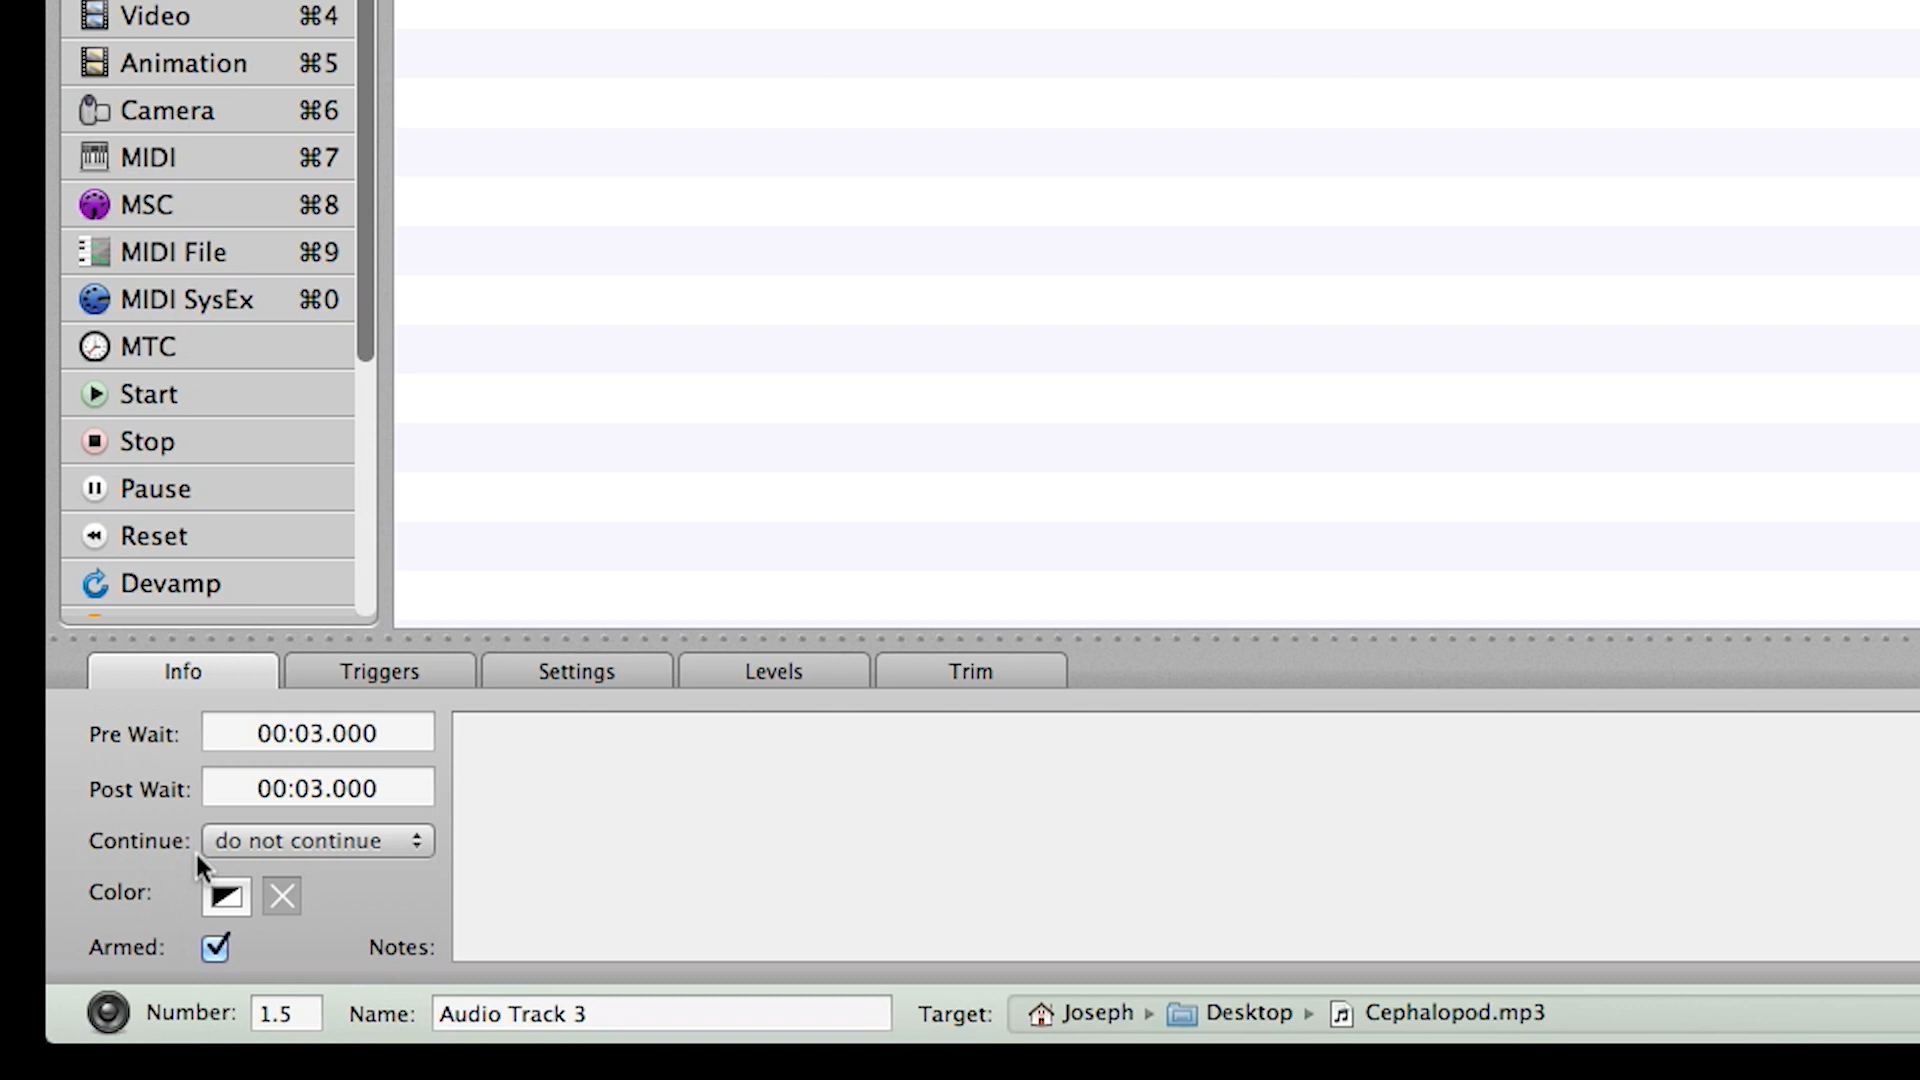 Video ⌘4
Animation ⌘5
Camera ⌘6
MIDI ⌘7
MSC ⌘8
MIDI File ⌘9
MIDI SysEx ⌘0
MTC
Start
Stop
Pause
Reset
Devamp
Info Triggers Settings Levels Trim
Pre Wait: 00:03.000
Post Wait: 00:03.000
Continue: do not continue
Color:
Armed: Notes:
Number: 1.5 Name: Audio Track 3 Target: Joseph ▸ Desktop ▸ Cephalopod.mp3